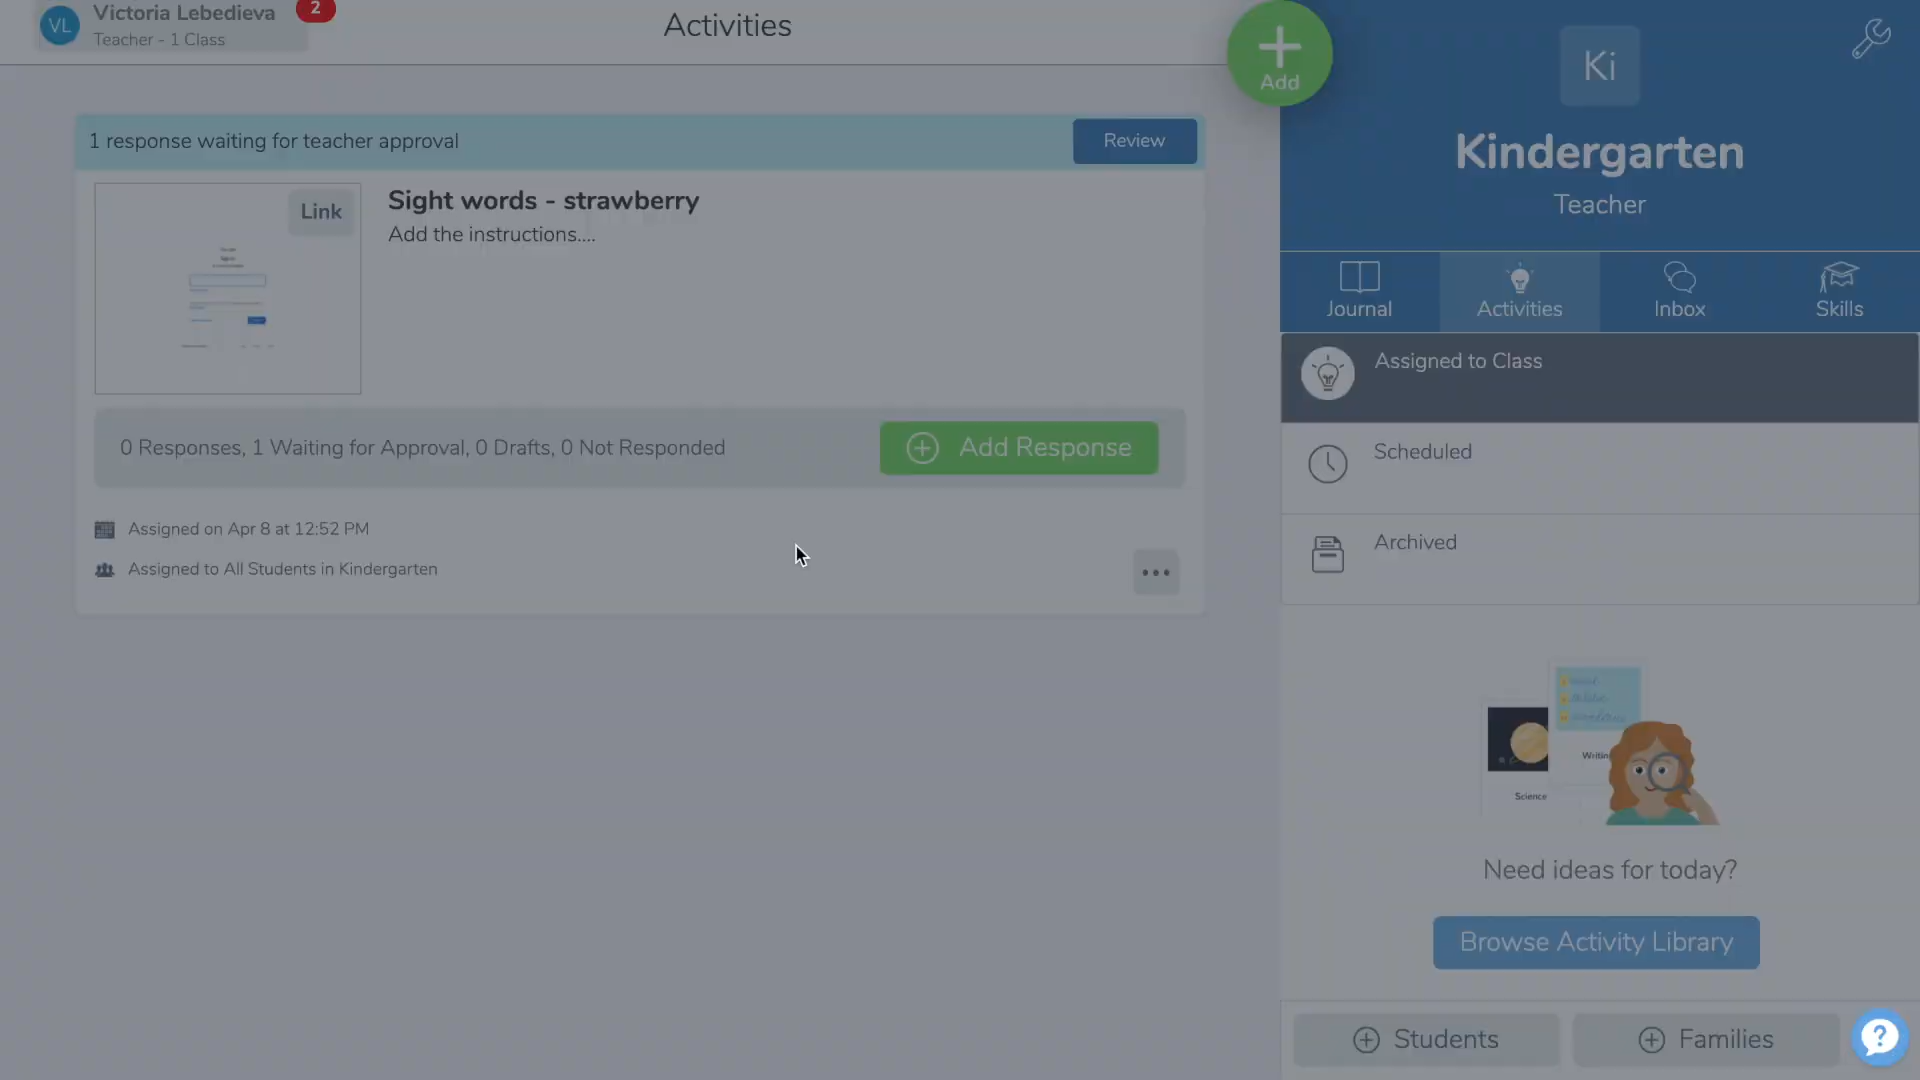 VL
Victoria Lebedieva
Teacher - 1 Class
2
Activities
Add
Ki
Kindergarten
Teacher
1 response waiting for teacher approval
Review
Link
Sight words - strawberry
Add the instructions....
Journal
Activities
Inbox
Skills
Assigned to Class
0 Responses, 1 Waiting for Approval, 0 Drafts, 0 Not Responded
Add Response
Scheduled
Assigned on Apr 8 at 12:52 PM
Assigned to All Students in Kindergarten
Archived
Science
Need ideas for today?
Browse Activity Library
Students
Families
?